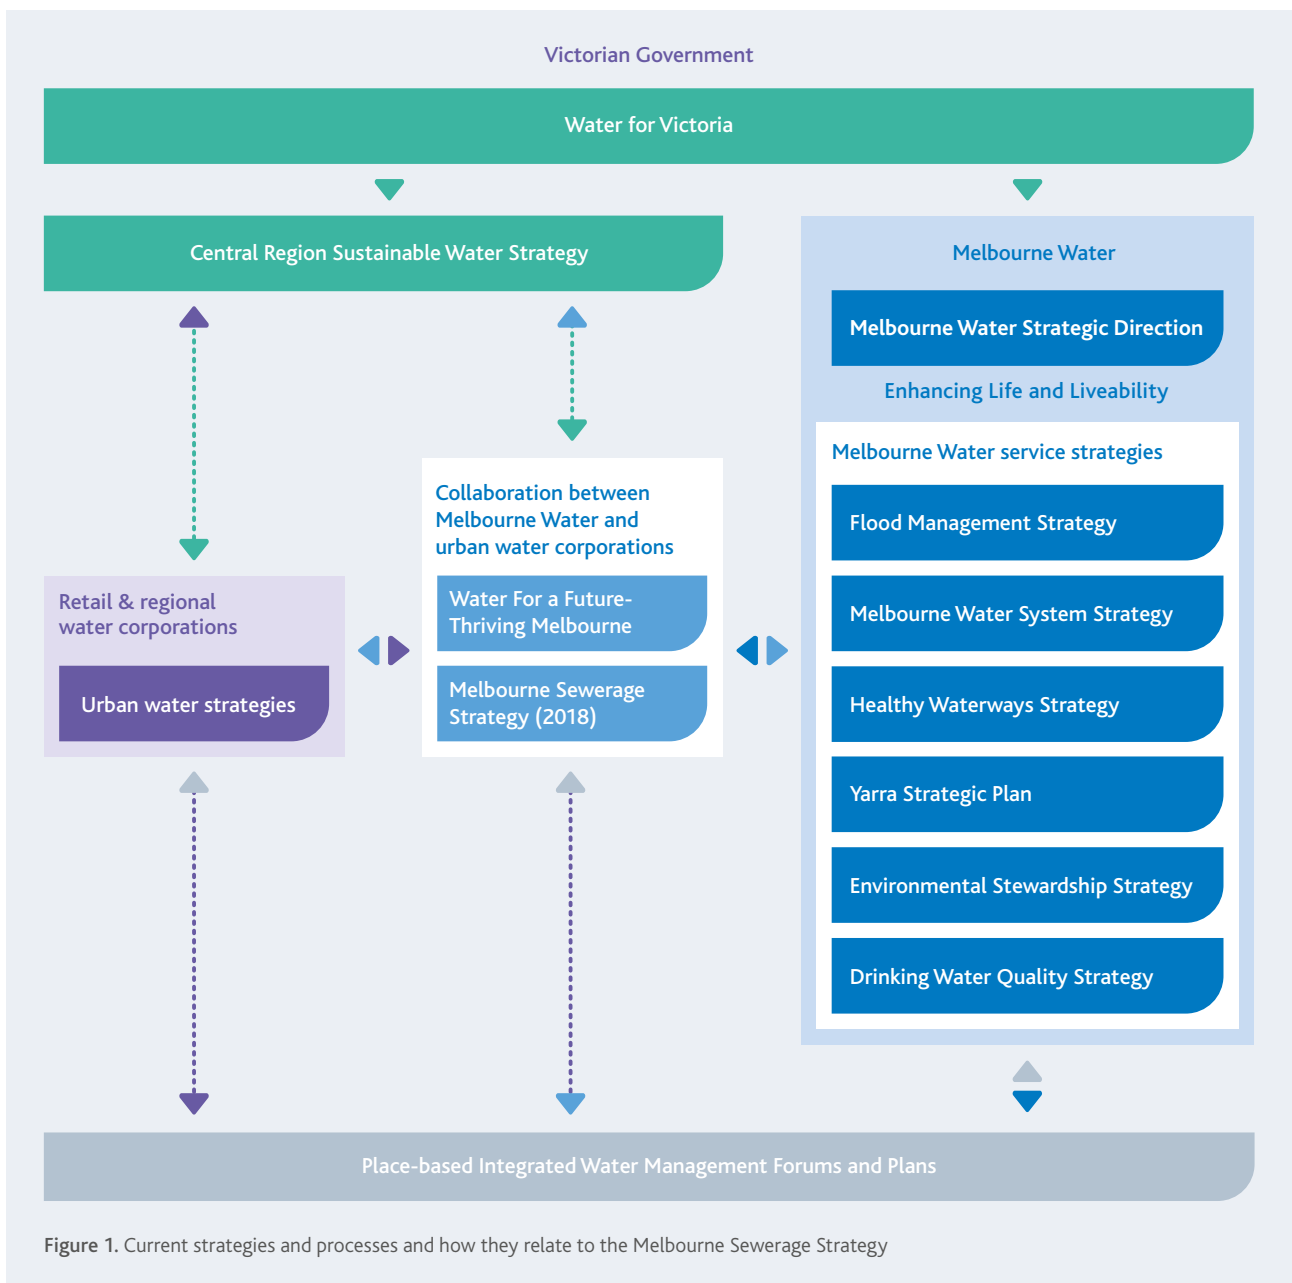 Victorian Government
Water for Victoria
Central Region Sustainable Water Strategy
Melbourne Water
Melbourne Water Strategic Direction
Enhancing Life and Liveability
Melbourne Water service strategies
Flood Management Strategy
Melbourne Water System Strategy
Healthy Waterways Strategy
Yarra Strategic Plan
Environmental Stewardship Strategy
Drinking Water Quality Strategy
Collaboration between
Melbourne Water and
urban water corporations
Water For a Future-
Thriving Melbourne
Melbourne Sewerage
Strategy (2018)
Retail & regional
water corporations
Urban water strategies
Place-based Integrated Water Management Forums and Plans
Figure 1. Current strategies and processes and how they relate to the Melbourne Sewerage Strategy